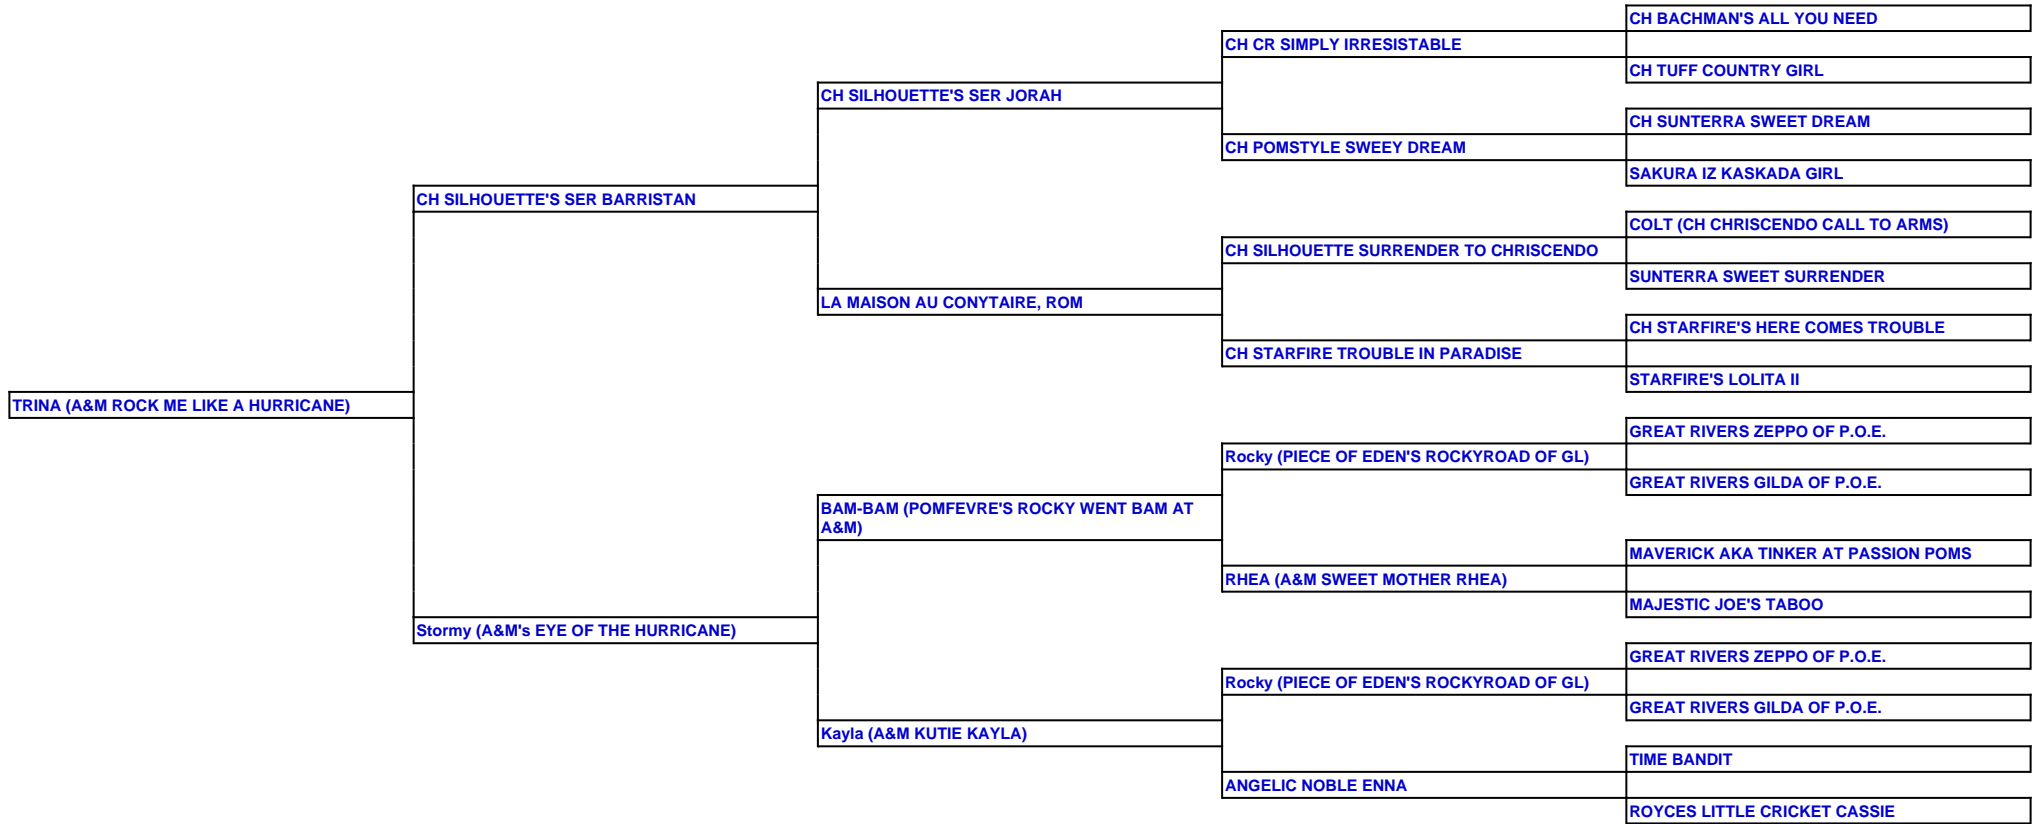 CH BACHMAN'S ALL YOU NEED
CH CR SIMPLY IRRESISTABLE
CH TUFF COUNTRY GIRL
CH SILHOUETTE'S SER JORAH
CH SUNTERRA SWEET DREAM
CH POMSTYLE SWEEY DREAM
SAKURA IZ KASKADA GIRL
CH SILHOUETTE'S SER BARRISTAN
COLT (CH CHRISCENDO CALL TO ARMS)
CH SILHOUETTE SURRENDER TO CHRISCENDO
SUNTERRA SWEET SURRENDER
LA MAISON AU CONYTAIRE, ROM
CH STARFIRE'S HERE COMES TROUBLE
CH STARFIRE TROUBLE IN PARADISE
STARFIRE'S LOLITA II
TRINA (A&M ROCK ME LIKE A HURRICANE)
GREAT RIVERS ZEPPO OF P.O.E.
Rocky (PIECE OF EDEN'S ROCKYROAD OF GL)
GREAT RIVERS GILDA OF P.O.E.
BAM-BAM (POMFEVRE'S ROCKY WENT BAM AT
A&M)
MAVERICK AKA TINKER AT PASSION POMS
RHEA (A&M SWEET MOTHER RHEA)
MAJESTIC JOE'S TABOO
Stormy (A&M's EYE OF THE HURRICANE)
GREAT RIVERS ZEPPO OF P.O.E.
Rocky (PIECE OF EDEN'S ROCKYROAD OF GL)
GREAT RIVERS GILDA OF P.O.E.
Kayla (A&M KUTIE KAYLA)
TIME BANDIT
ANGELIC NOBLE ENNA
ROYCES LITTLE CRICKET CASSIE